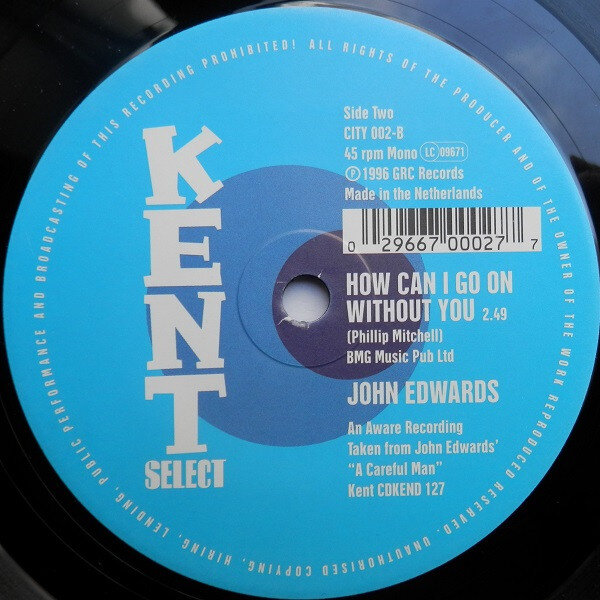 ALL RIGHTS OF THE PRODUCER AND OF THE OWNER OF THE WORK REPRODUCED RESERVED. UNAUTHORISED COPYING, HIRING, LENDING, PUBLIC PERFORMANCE AND BROADCASTING OF THIS RECORDING PROHIBITED!
KENT
SELECT
Side Two
CITY 002-B
45 rpm Mono LC 09671
Ⓟ 1996 GRC Records
Made in the Netherlands
0 29667 00027 7
HOW CAN I GO ON
WITHOUT YOU 2.49
(Phillip Mitchell)
BMG Music Pub Ltd
JOHN EDWARDS
An Aware Recording
Taken from John Edwards'
“A Careful Man”
Kent CDKEND 127